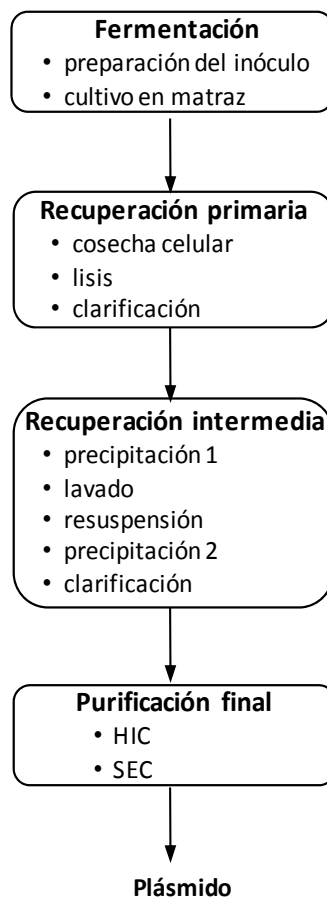 Fermentación
• preparación del inóculo
• cultivo en matraz
Recuperación primaria
• cosecha celular
• lisis
• clarificación
Recuperación intermedia
• precipitación 1
• lavado
• resuspensión
• precipitación 2
• clarificación
Purificación final
• HIC
• SEC
Plásmido